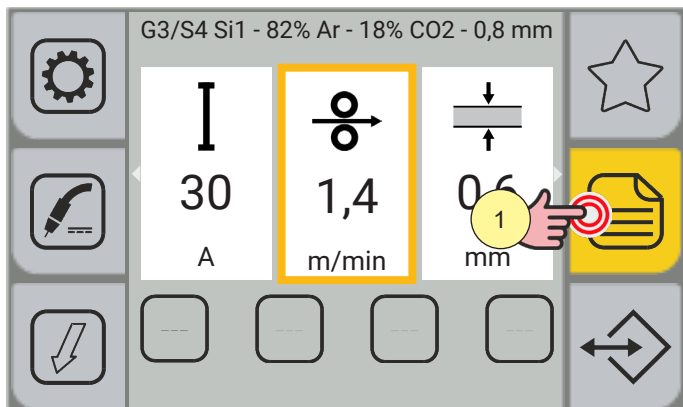 G3/S4 Si1 - 82% Ar - 18% CO2 - 0,8 mm
30 1,4 0,6
1
A m/min mm
--- --- --- ---